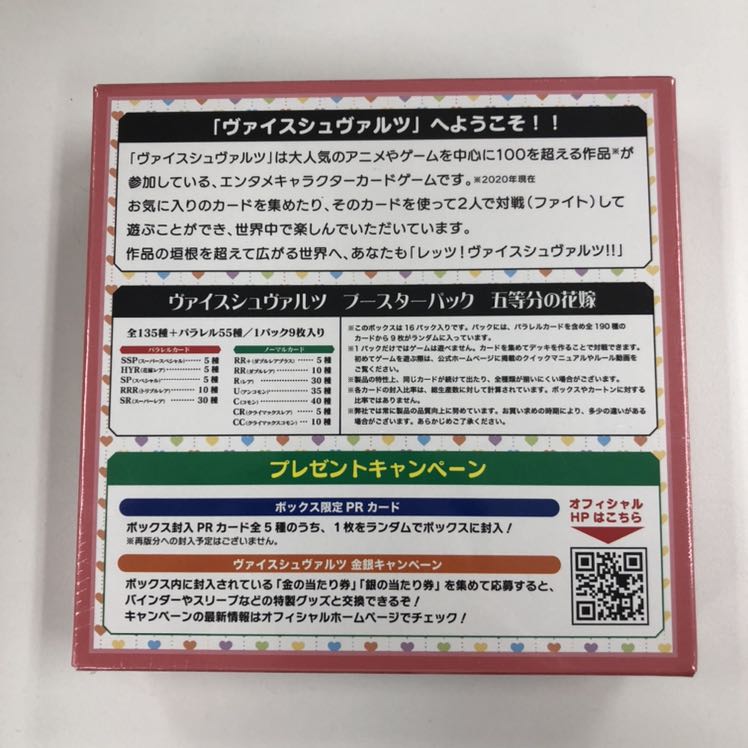 「ヴァイスシュヴァルツ」へようこそ！！
「ヴァイスシュヴァルツ」は大人気のアニメやゲームを中心に100を超える作品※が
参加している、エンタメキャラクターカードゲームです。※2020年現在
お気に入りのカードを集めたり、そのカードを使って2人で対戦（ファイト）して
遊ぶことができ、世界中で楽しんでいただいています。
作品の垣根を超えて広がる世界へ、あなたも「レッツ！ヴァイスシュヴァルツ!!」
ヴァイスシュヴァルツ ブースターパック 五等分の花嫁
全135種＋パラレル55種／1パック9枚入り
パラレルカード
SSP(スーパースペシャル) 5種
HYR(花嫁レア) 5種
SP(スペシャル) 5種
RRR(トリプルレア) 10種
SR(スーパーレア) 30種
ノーマルカード
RR+(ダブルレアプラス) 5種
RR(ダブルレア) 10種
R(レア) 30種
U(アンコモン) 35種
C(コモン) 40種
CR(クライマックスレア) 5種
CC(クライマックスコモン) 10種
※このボックスは16パック入りです。パックには、パラレルカードを含め全190種の
カードから9枚がランダムに入っています。
※1パックだけではゲームは遊べません。カードを集めてデッキを作ることで対戦できます。
初めてゲームを遊ぶ際は、公式ホームページに掲載のクイックマニュアルやルール動画を
ご覧ください。
※製品の特性上、同じカードが続けて出たり、全種類が揃いにくい場合がございます。
※各カードの封入比率は、総生産数に対して計算されています。ボックスやカートンに対する
比率ではありません。
※弊社では常に製品の品質向上に努めています。お買い求めの時期により、多少の違いがある
場合がございます。あらかじめご了承ください。
プレゼントキャンペーン
ボックス限定PRカード
ボックス封入PRカード全5種のうち、1枚をランダムでボックスに封入！
※再販分への封入予定はございません。
ヴァイスシュヴァルツ 金銀キャンペーン
ボックス内に封入されている「金の当たり券」「銀の当たり券」を集めて応募すると、
バインダーやスリーブなどの特製グッズと交換できるぞ！
キャンペーンの最新情報はオフィシャルホームページでチェック！
オフィシャル
HPはこちら